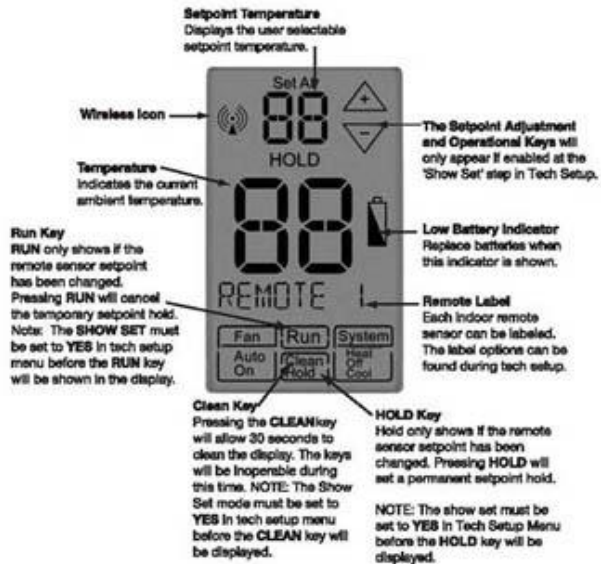 Setpoint Temperature
Displays the user selectable
setpoint temperature.
Wireless Icon
Set At
88
HOLD
The Setpoint Adjustment
and Operational Keys will
only appear if enabled at the
'Show Set' step in Tech Setup.
Temperature
Indicates the current
ambient temperature.
88
Low Battery Indicator
Replace batteries when
this indicator is shown.
Run Key
RUN only shows if the
remote sensor setpoint
has been changed.
Pressing RUN will cancel
the temporary setpoint hold.
Note: The SHOW SET must
be set to YES in tech setup
menu before the RUN key
will be shown in the display.
REMOTE 1
Remote Label
Each indoor remote
sensor can be labeled.
The label options can be
found during tech setup.
Fan Run System
Auto Clean Heat
On Hold Off
Cool
Clean Key
Pressing the CLEANkey
will allow 30 seconds to
clean the display. The keys
will be inoperable during
this time. NOTE: The Show
Set mode must be set to
YES in tech setup menu
before the CLEAN key will
be displayed.
HOLD Key
Hold only shows if the remote
sensor setpoint has been
changed. Pressing HOLD will
set a permanent setpoint hold.
NOTE: The show set must be
set to YES in Tech Setup Menu
before the HOLD key will be
displayed.